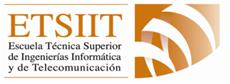 ETSIIT
Escuela Técnica Superior
de Ingenierías Informática
y de Telecomunicación